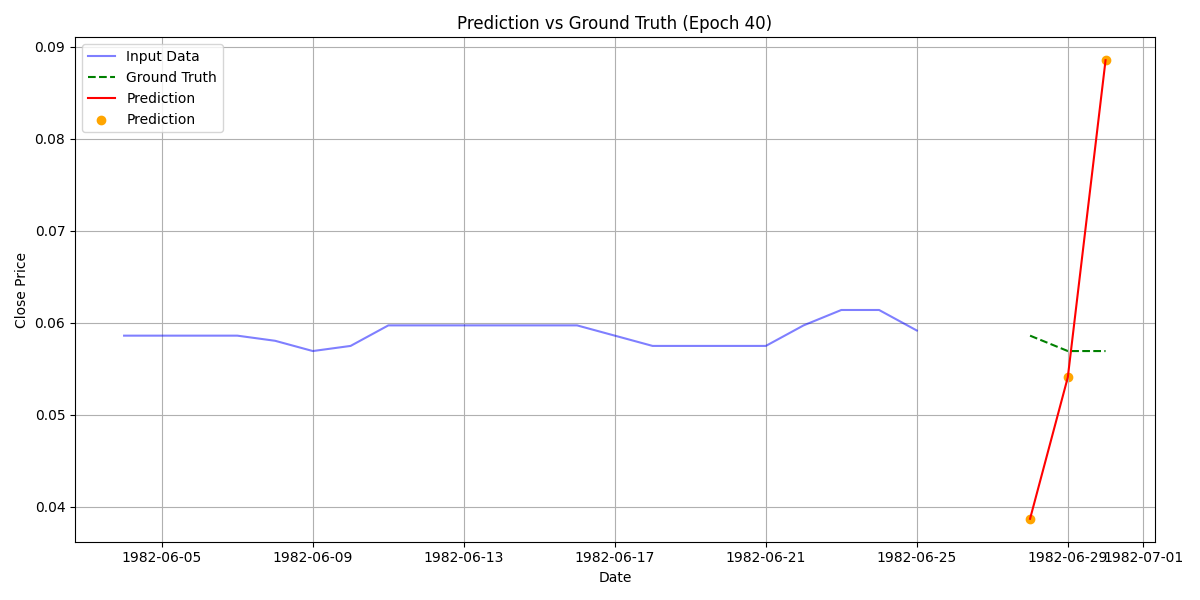 Prediction vs Ground Truth (Epoch 40)
Input Data
Ground Truth
Prediction
Prediction
Close Price
0.09
0.08
0.07
0.06
0.05
0.04
1982-06-05 1982-06-09 1982-06-13 1982-06-17 1982-06-21 1982-06-25 1982-06-29 1982-07-01
Date